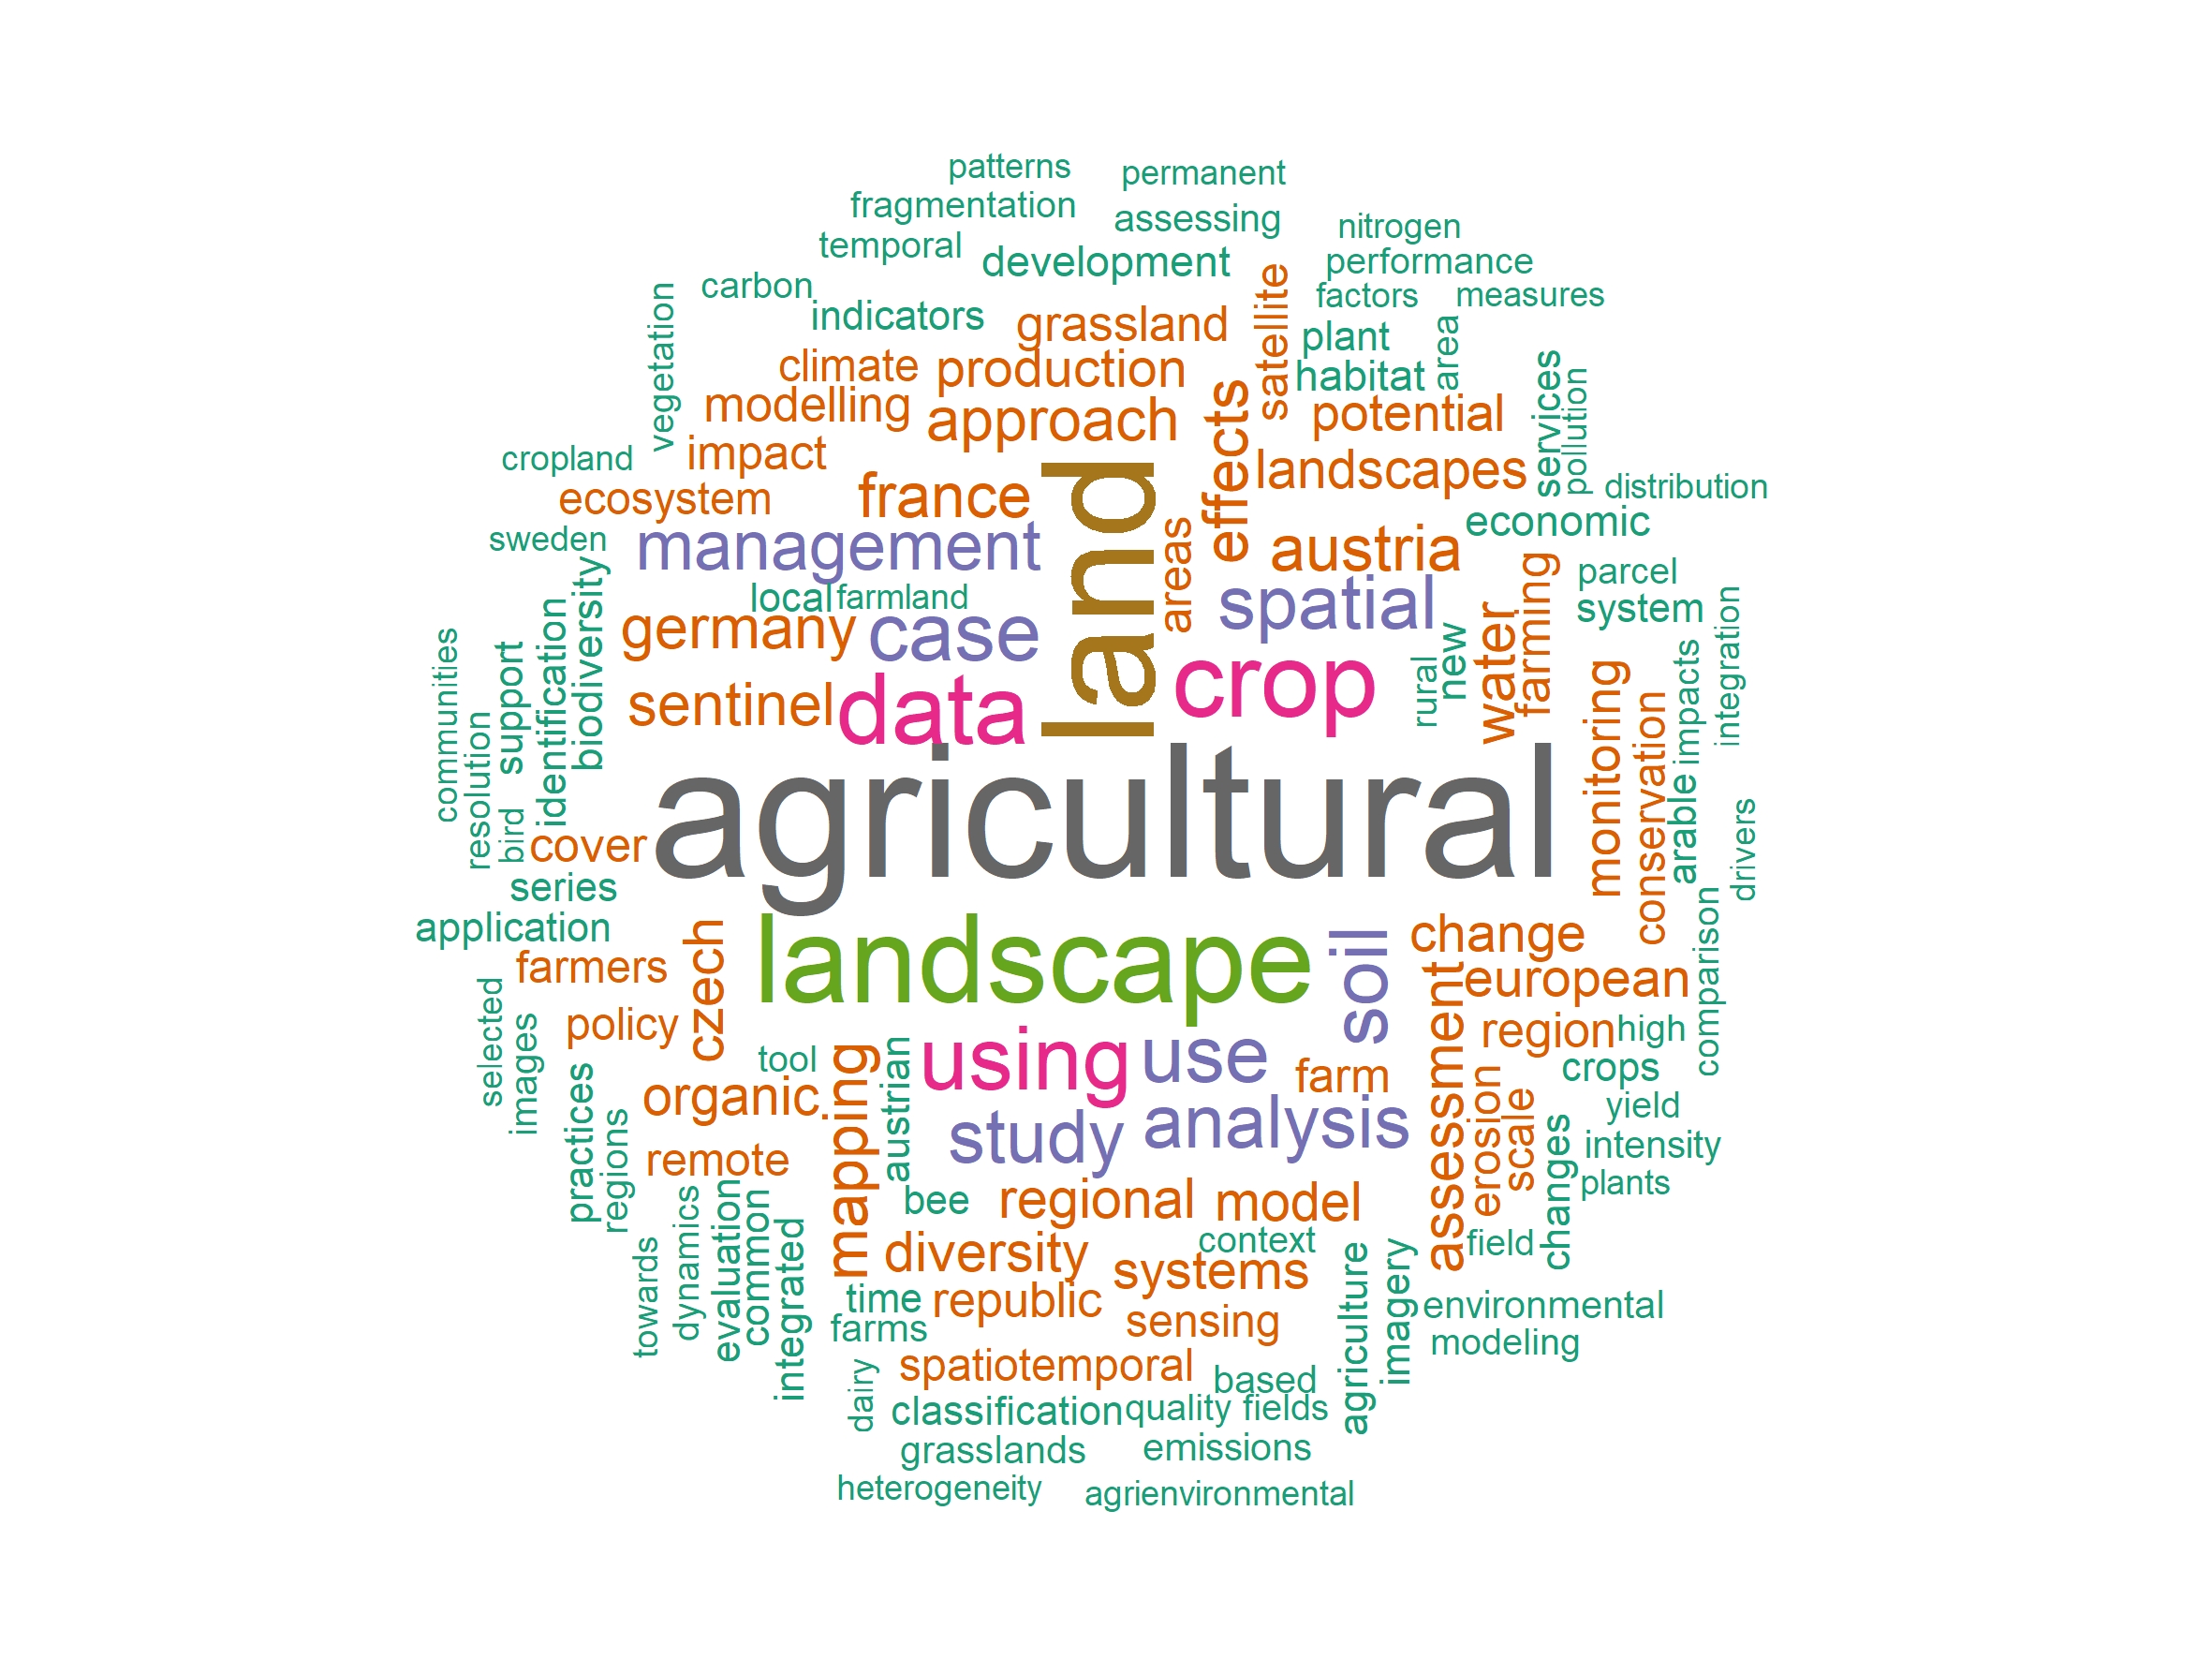 patterns
permanent
fragmentation
assessing
nitrogen
temporal
development
performance
carbon
satellite
factors
measures
vegetation
indicators
grassland
plant
area
climate
production
habitat
services
modelling
approach
effects
potential
pollution
cropland
impact
land
landscapes
distribution
ecosystem
france
areas
economic
sweden
management
austria
farming
parcel
biodiversity
local
farmland
spatial
system
integration
identification
germany
case
water
new
communities
support
sentinel
data
crop
rural
monitoring
conservation
impacts
resolution
bird
cover
agricultural
arable
drivers
series
application
landscape
soil
change
comparison
farmers
czech
assessment
european
selected
images
policy
using
use
region
high
tool
austrian
farm
crops
practices
organic
mapping
study
analysis
erosion
scale
yield
regions
remote
changes
intensity
bee
regional
model
plants
towards
dynamics
evaluation
common
integrated
diversity
context
field
systems
time
republic
agriculture
imagery
environmental
farms
sensing
modeling
spatiotemporal
dairy
based
classification
quality
fields
grasslands
emissions
heterogeneity
agrienvironmental